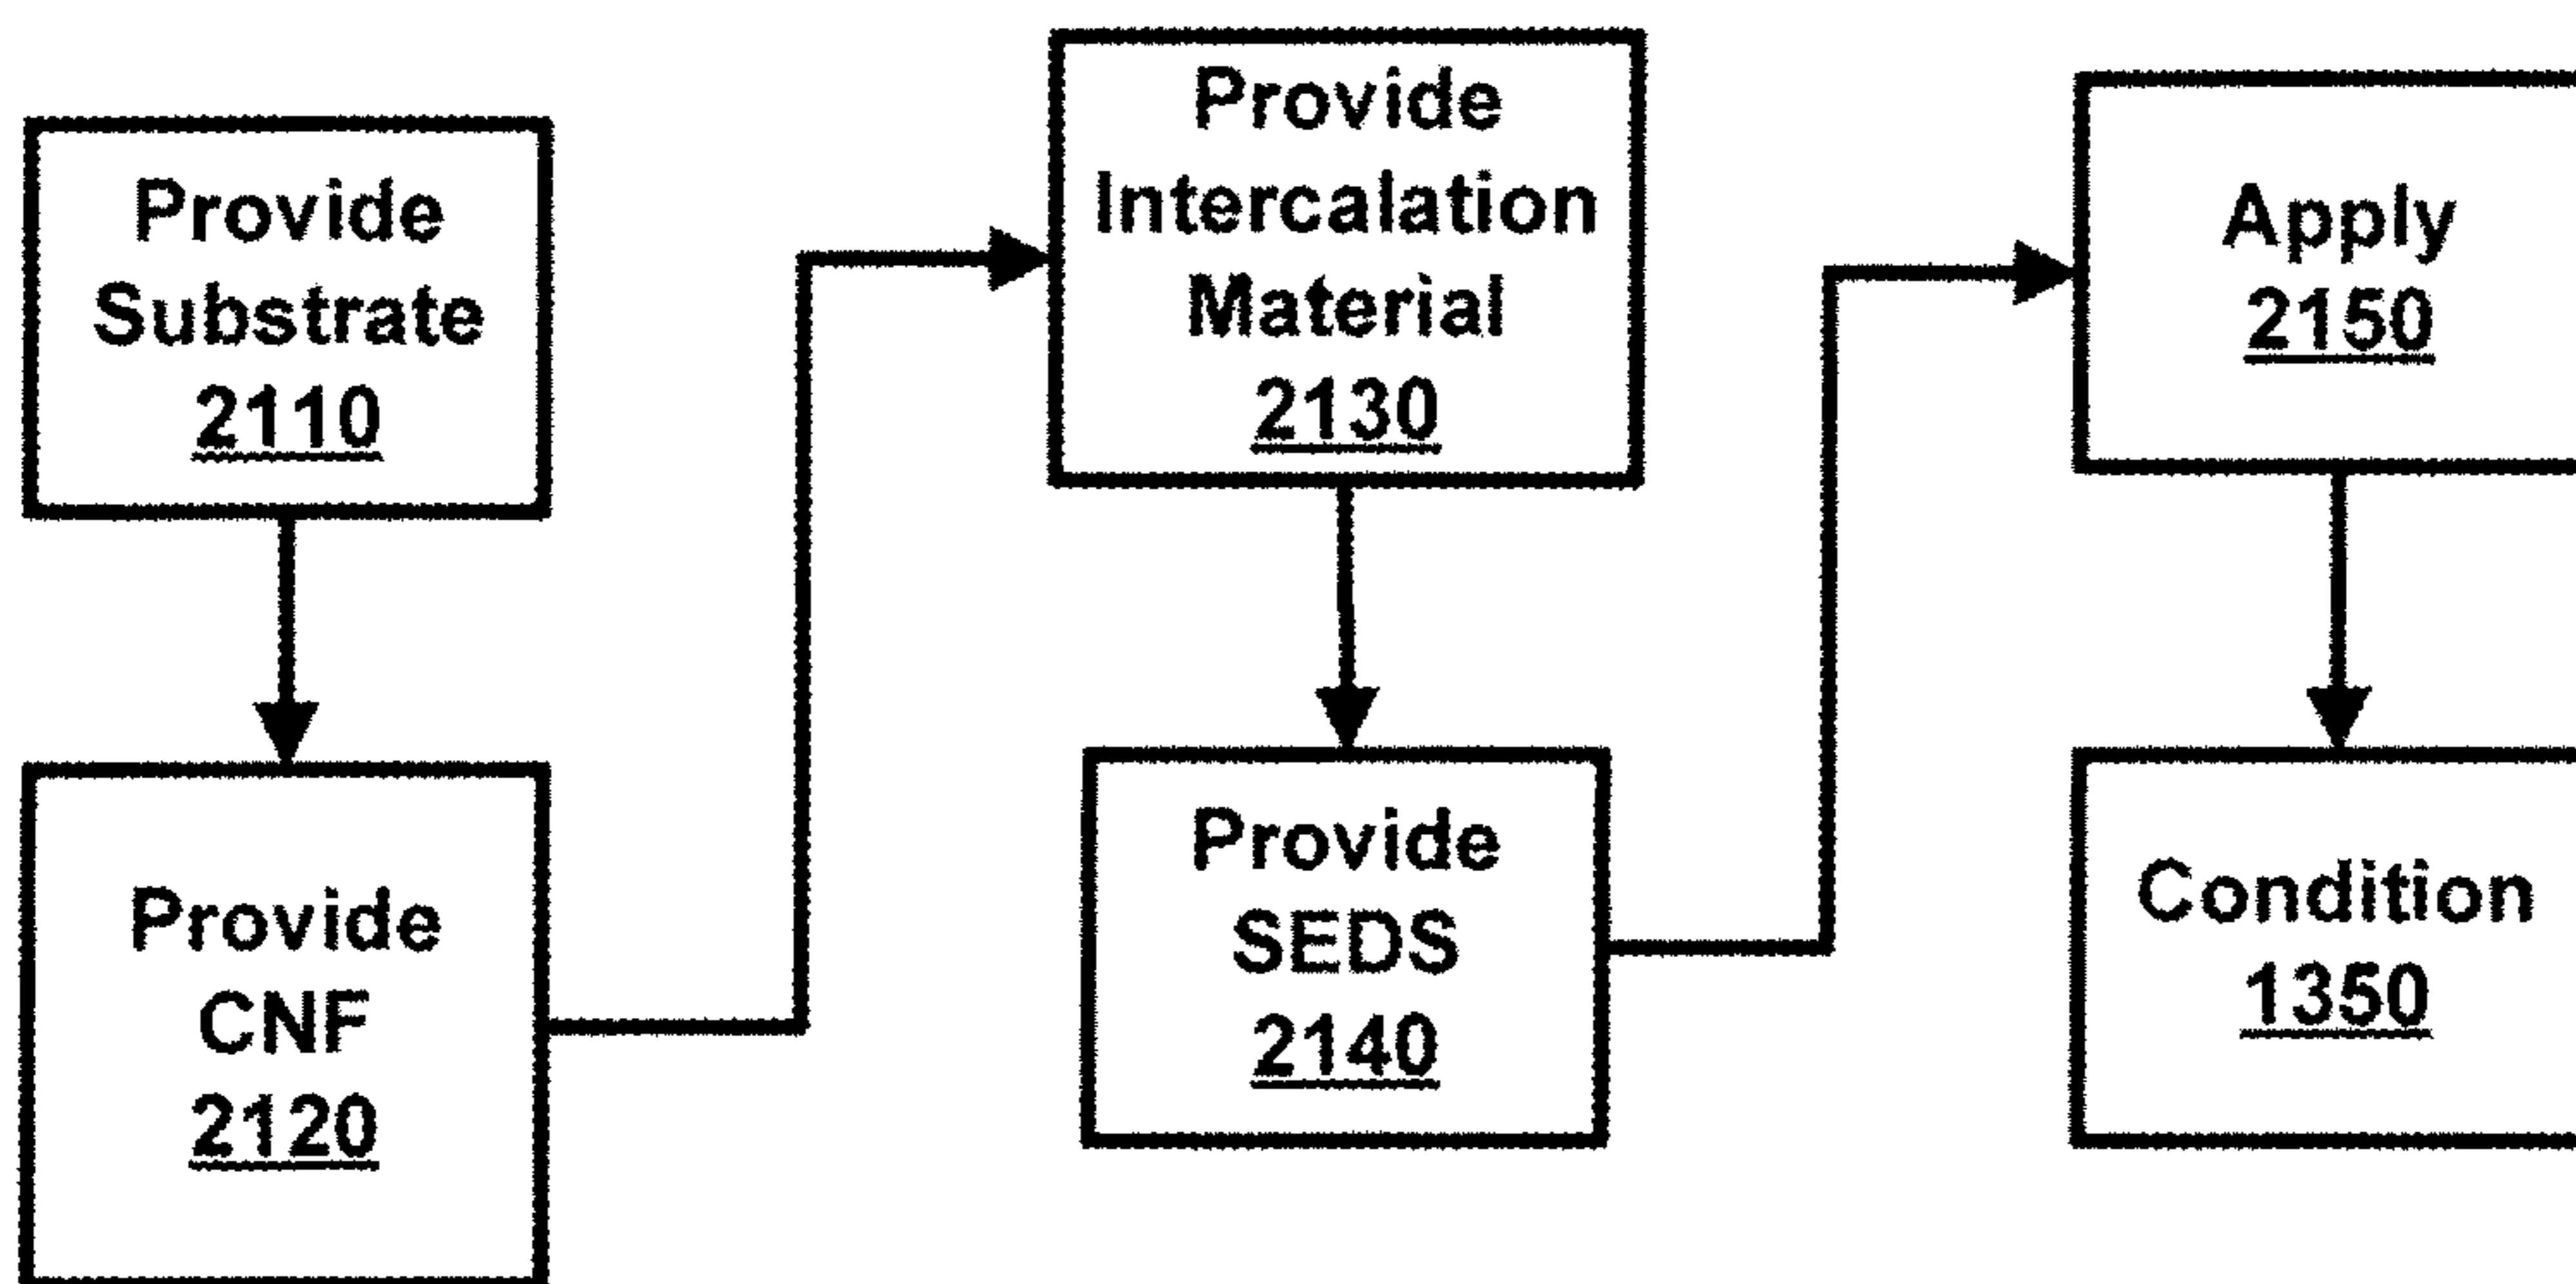 Provide
Substrate
2110
Provide
CNF
2120
Provide
Intercalation
Material
2130
Provide
SEDS
2140
Apply
2150
Condition
1350